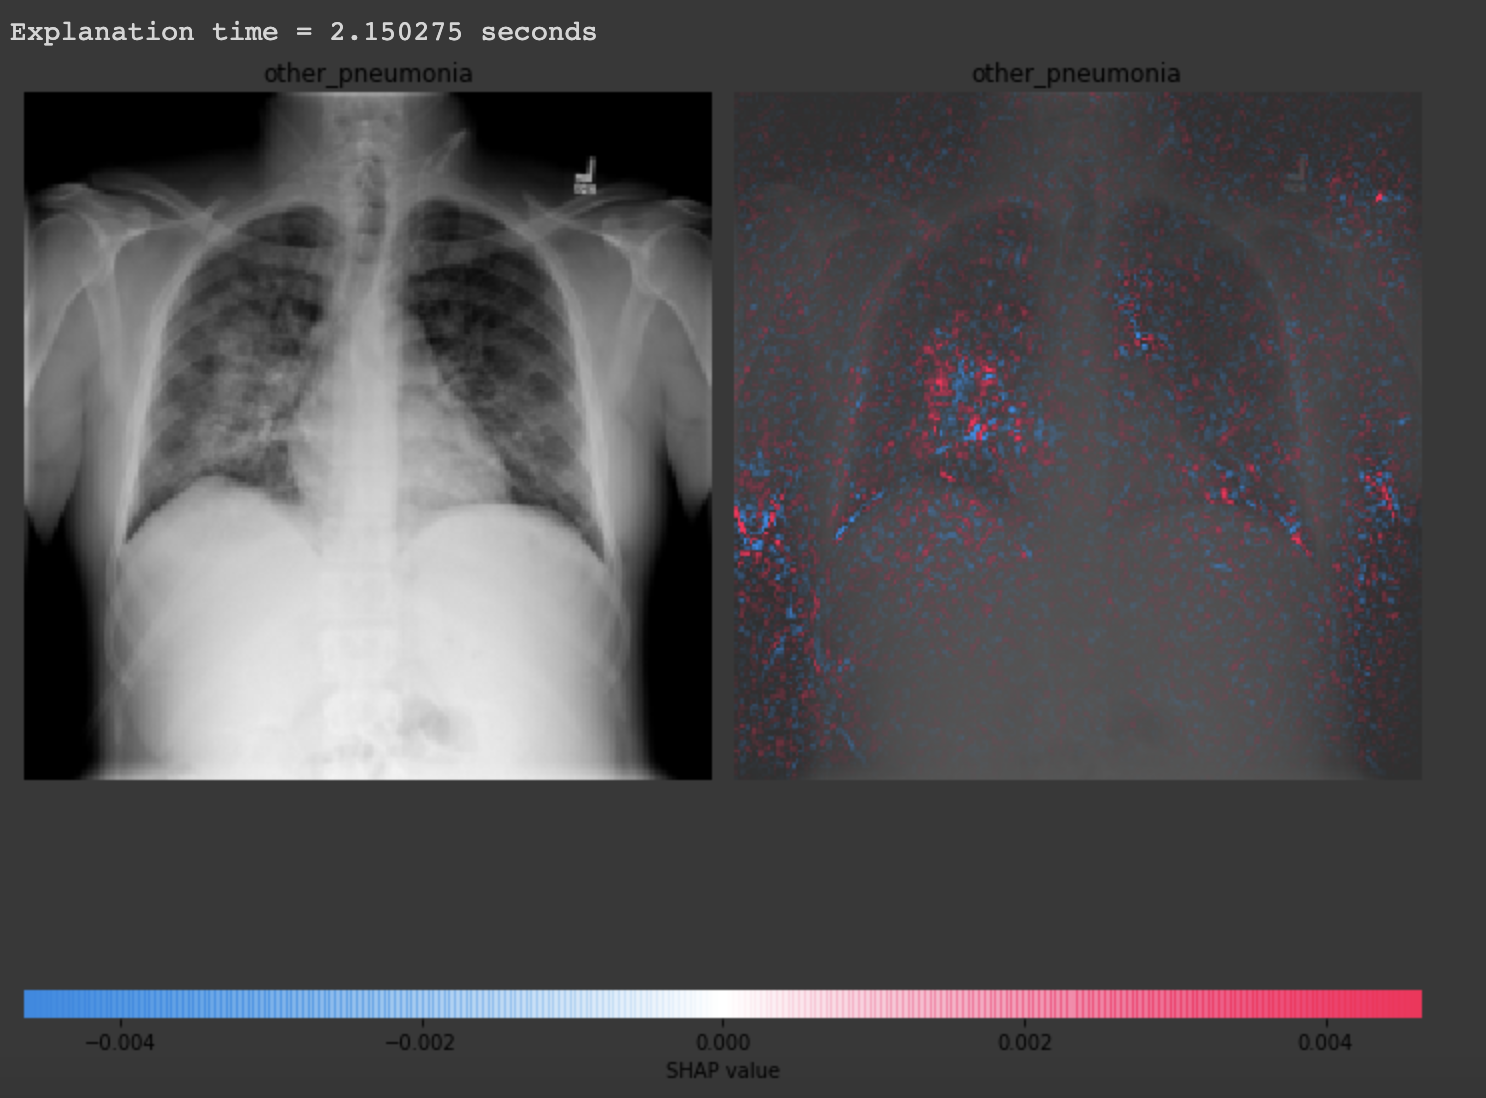 Explanation time = 2.150275 seconds
other_pneumonia other_pneumonia
L
−0.004 −0.002 0.000 0.002 0.004
SHAP value